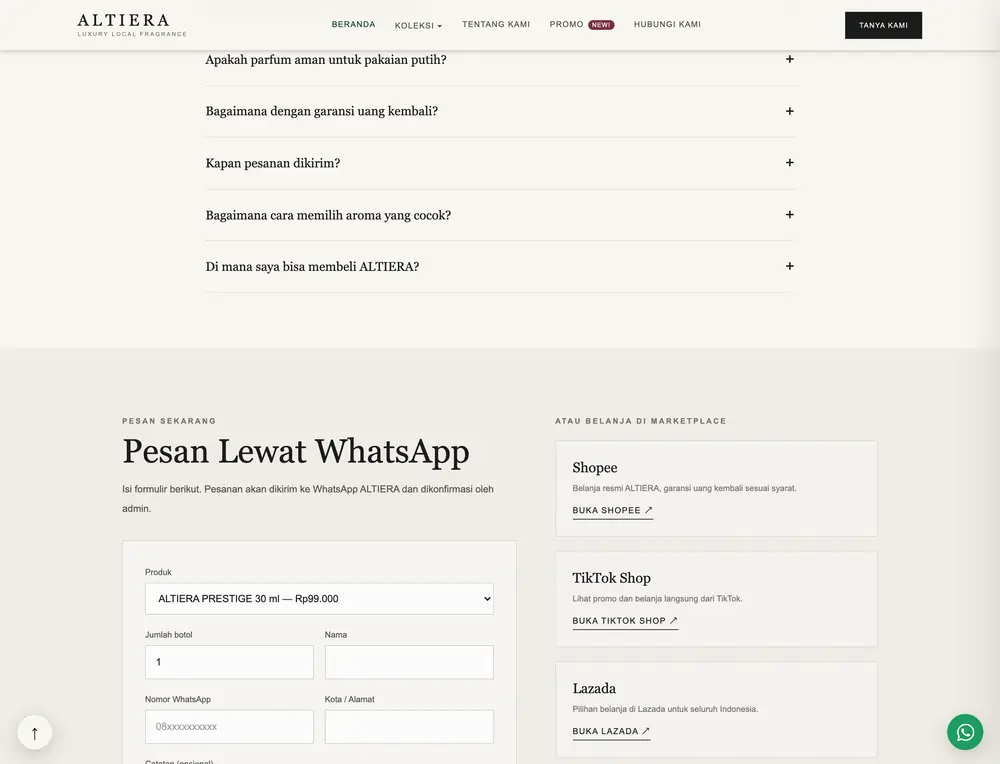 ALTIERA
LUXURY LOCAL FRAGRANCE
BERANDA
KOLEKSI
TENTANG KAMI
PROMO NEW!
HUBUNGI KAMI
TANYA KAMI
Apakah parfum aman untuk pakaian putih? +
Bagaimana dengan garansi uang kembali? +
Kapan pesanan dikirim? +
Bagaimana cara memilih aroma yang cocok? +
Di mana saya bisa membeli ALTIERA? +
PESAN SEKARANG
Pesan Lewat WhatsApp
Isi formulir berikut. Pesanan akan dikirim ke WhatsApp ALTIERA dan dikonfirmasi oleh
admin.
Produk
ALTIERA PRESTIGE 30 ml — Rp99.000
Jumlah botol
1
Nama
Nomor WhatsApp
08xxxxxxxxxx
Kota / Alamat
Catatan (opsional)
ATAU BELANJA DI MARKETPLACE
Shopee
Belanja resmi ALTIERA, garansi uang kembali sesuai syarat.
BUKA SHOPEE ↗
TikTok Shop
Lihat promo dan belanja langsung dari TikTok.
BUKA TIKTOK SHOP ↗
Lazada
Pilihan belanja di Lazada untuk seluruh Indonesia.
BUKA LAZADA ↗
↑